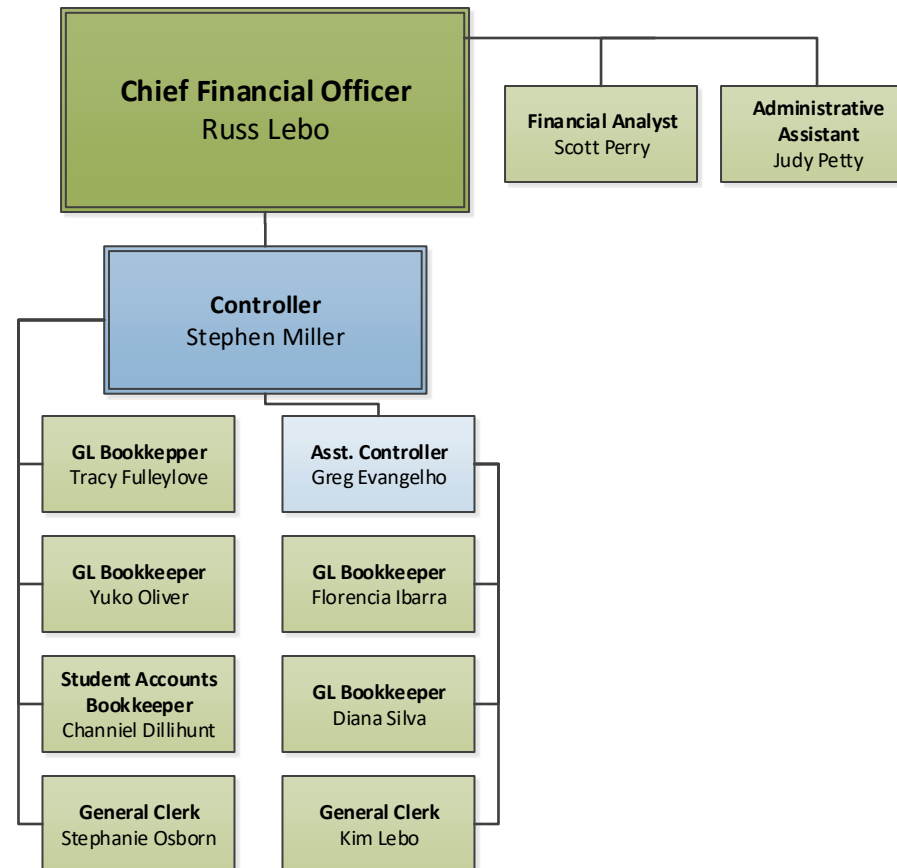 Chief Financial Officer
Russ Lebo
Financial Analyst
Scott Perry
Administrative
Assistant
Judy Petty
Controller
Stephen Miller
GL Bookkepper
Tracy Fulleylove
Asst. Controller
Greg Evangelho
GL Bookkeeper
Yuko Oliver
GL Bookkeeper
Florencia Ibarra
Student Accounts
Bookkeeper
Channiel Dillihunt
GL Bookkeeper
Diana Silva
General Clerk
Stephanie Osborn
General Clerk
Kim Lebo